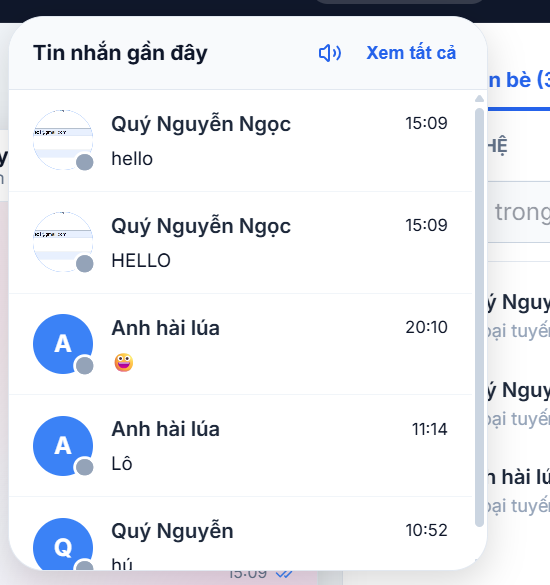 Tin nhắn gần đây
Xem tất cả
Quý Nguyễn Ngọc 15:09
hello
Quý Nguyễn Ngọc 15:09
HELLO
Anh hài lúa 20:10
A
Anh hài lúa 11:14
A
Lô
Quý Nguyễn 10:52
Q
hú
15:09
trong